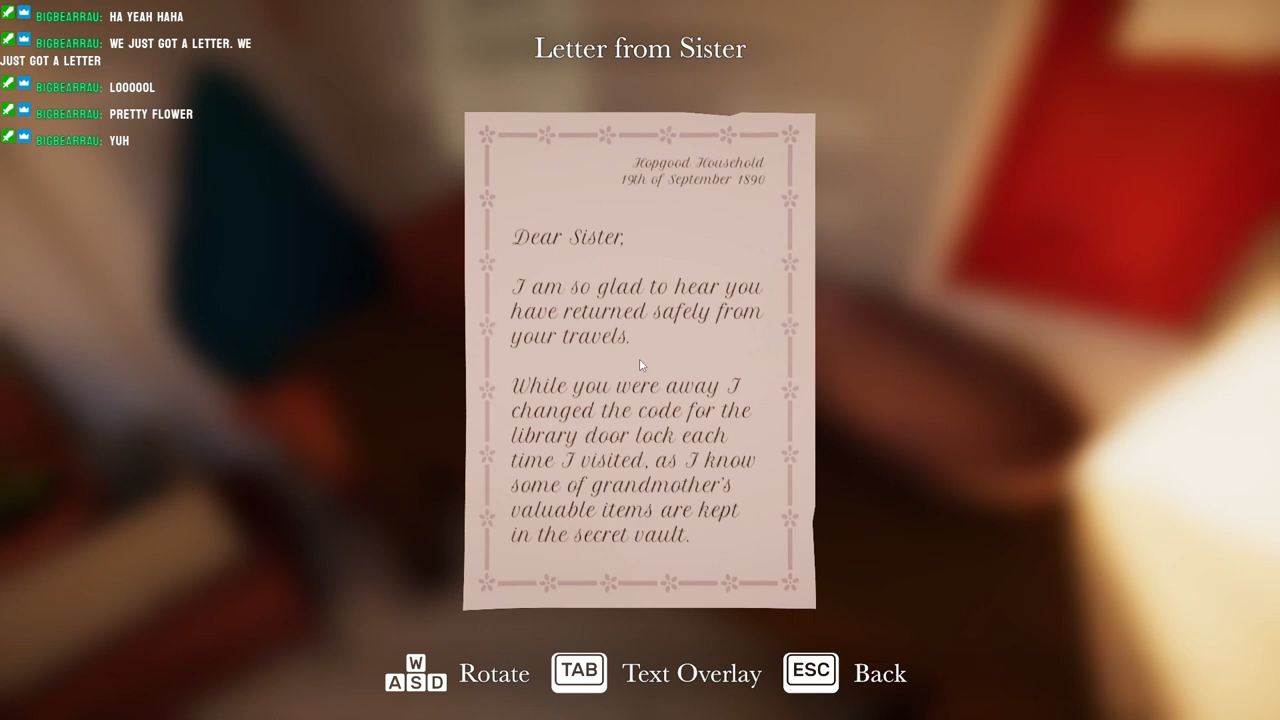 BIGBEARRAU: HA YEAH HAHA
BIGBEARRAU: WE JUST GOT A LETTER. WE
JUST GOT A LETTER
BIGBEARRAU: LOOOOOL
BIGBEARRAU: PRETTY FLOWER
BIGBEARRAU: YUH
Letter from Sister
Hopgood Household
19th of September 1890
Dear Sister,
I am so glad to hear you
have returned safely from
your travels.
While you were away I
changed the code for the
library door lock each
time I visited, as I know
some of grandmother's
valuable items are kept
in the secret vault.
W
A S D Rotate TAB Text Overlay ESC Back